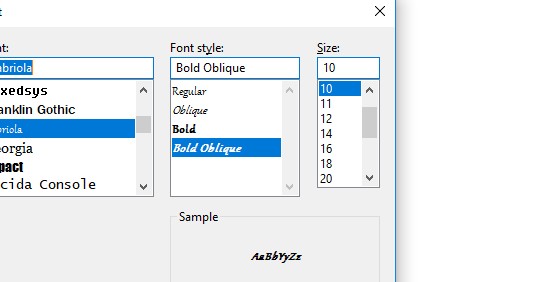 t
nt:
Font style:
Size:
abriola
Bold Oblique
10
xedsys
anklin Gothic
briola
eorgia
pact
cida Console
Regular
Oblique
Bold
Bold Oblique
10
11
12
14
16
18
20
Sample
AaBbYyZz